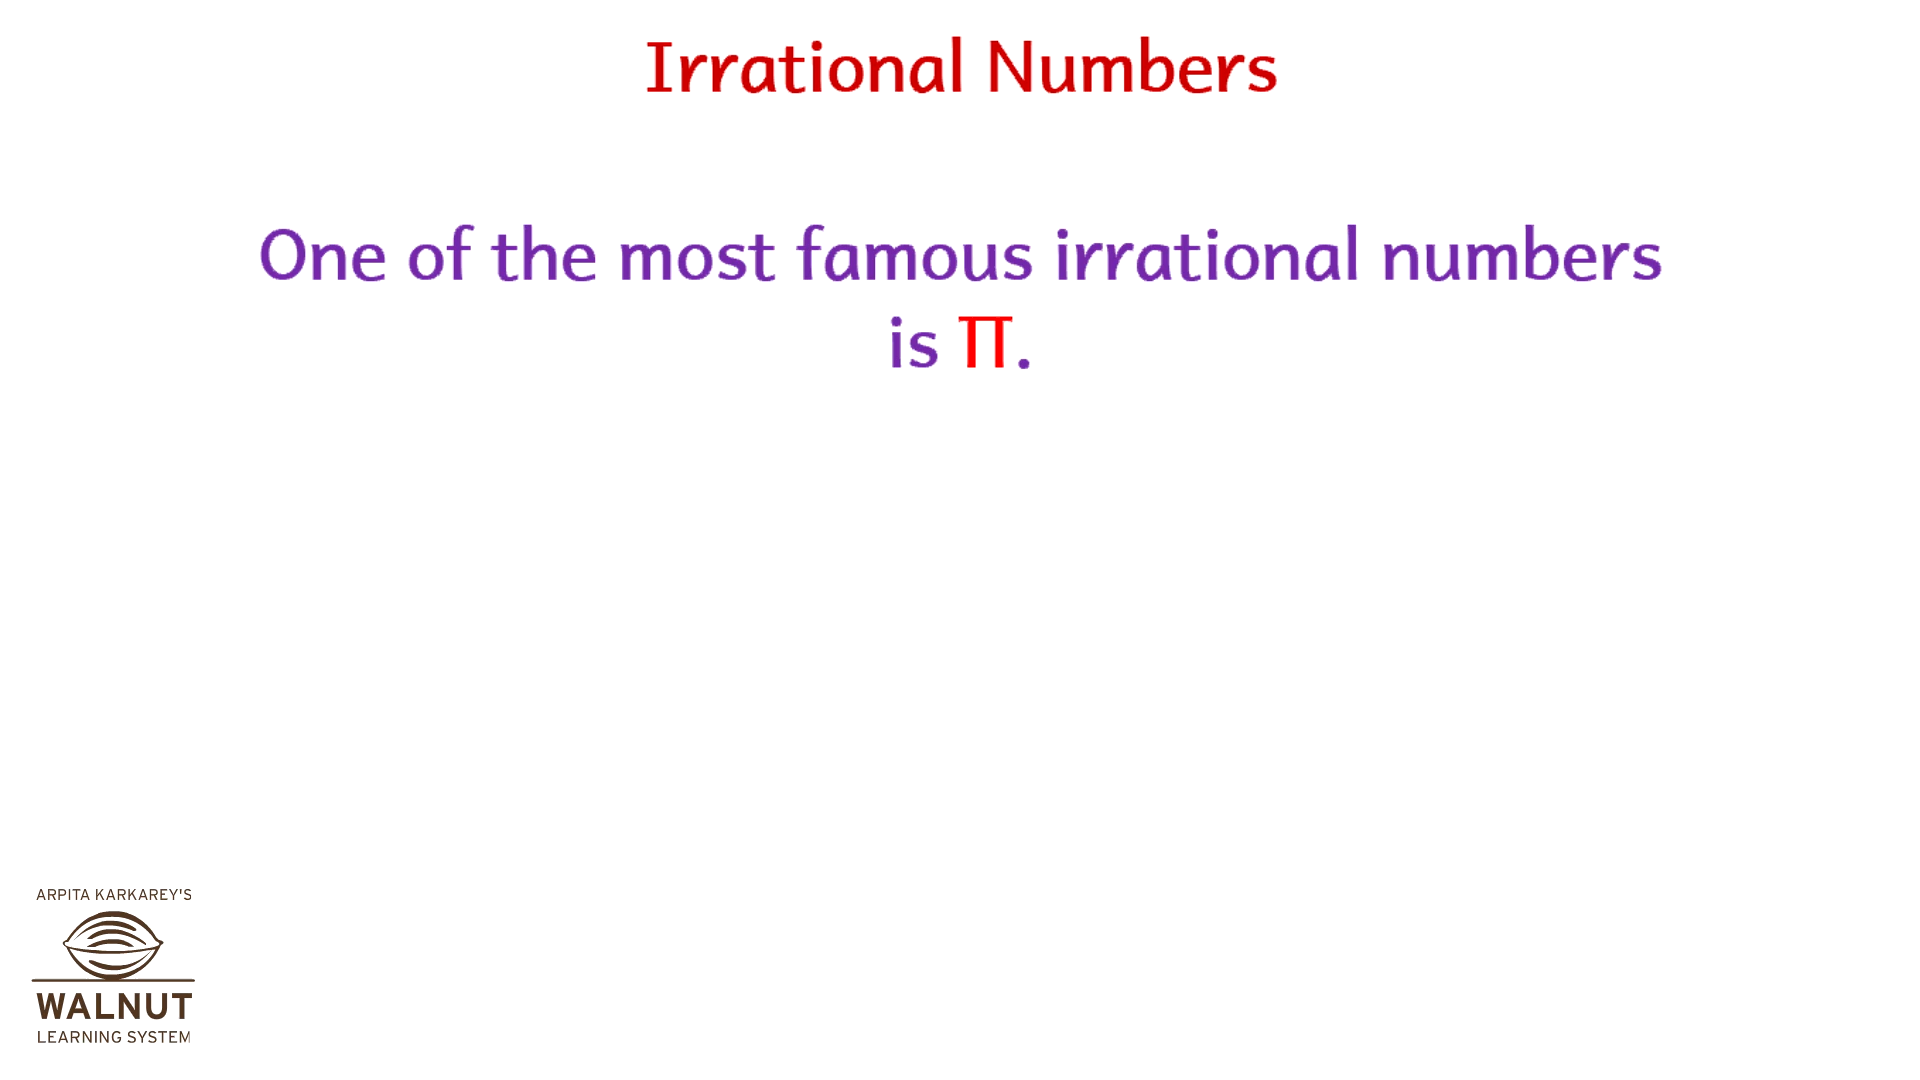 Irrational Numbers
One of the most famous irrational numbers
is Π.
ARPITA KARKAREY'S
WALNUT
LEARNING SYSTEM